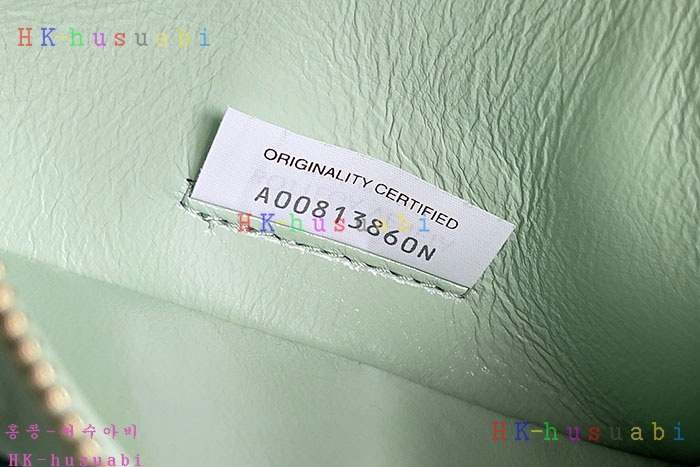 HK-husuabi
ORIGINALITY CERTIFIED
A00813860N
HK-husuabi
홍콩-허수아비
HK-husuabi
HK-husuabi